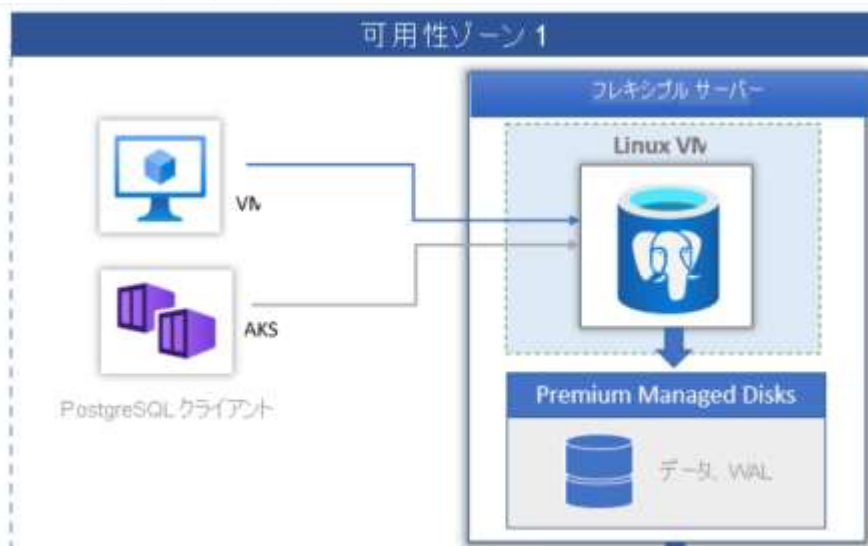 可用性ゾーン 1
フレキシブル サーバー
Linux VM
VM
AKS
PostgreSQL クライアント
Premium Managed Disks
データ、WAL